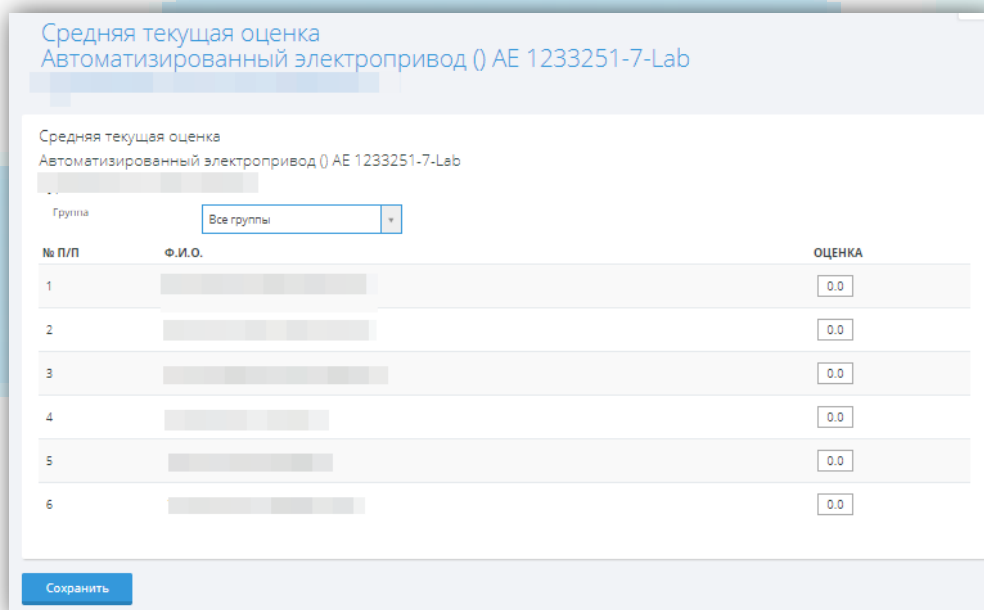 Средняя текущая оценка
Автоматизированный электропривод () AE 1233251-7-Lab
Средняя текущая оценка
Автоматизированный электропривод () AE 1233251-7-Lab
Группа Все группы
№ П/П Ф.И.О. ОЦЕНКА
1 0.0
2 0.0
3 0.0
4 0.0
5 0.0
6 0.0
Сохранить